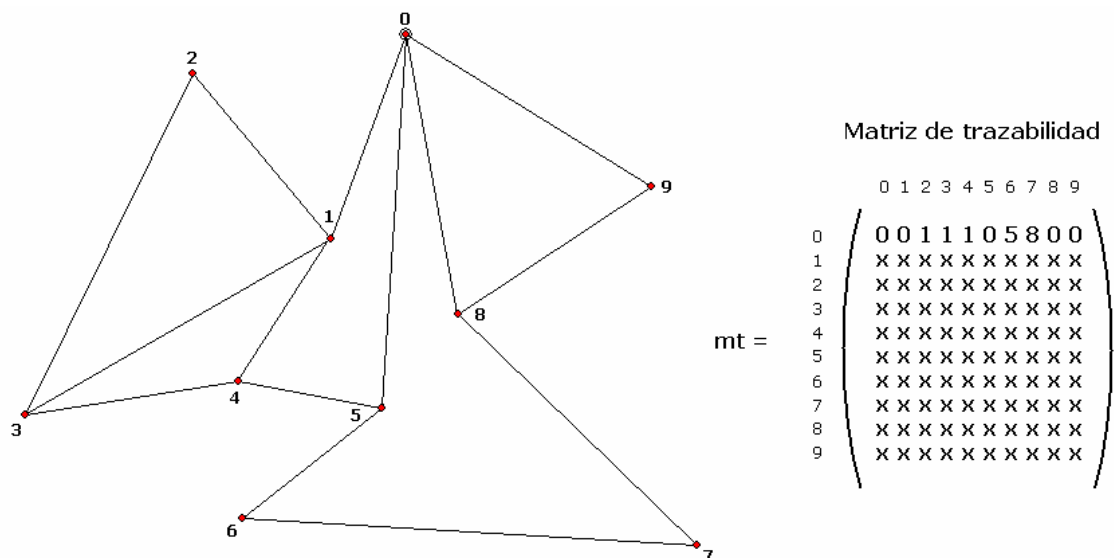 0
2
9
1
8
4
5
3
6
7
Matriz de trazabilidad
0 1 2 3 4 5 6 7 8 9
mt =
0 0 0 1 1 1 0 5 8 0 0
1 x x x x x x x x x x
2 x x x x x x x x x x
3 x x x x x x x x x x
4 x x x x x x x x x x
5 x x x x x x x x x x
6 x x x x x x x x x x
7 x x x x x x x x x x
8 x x x x x x x x x x
9 x x x x x x x x x x